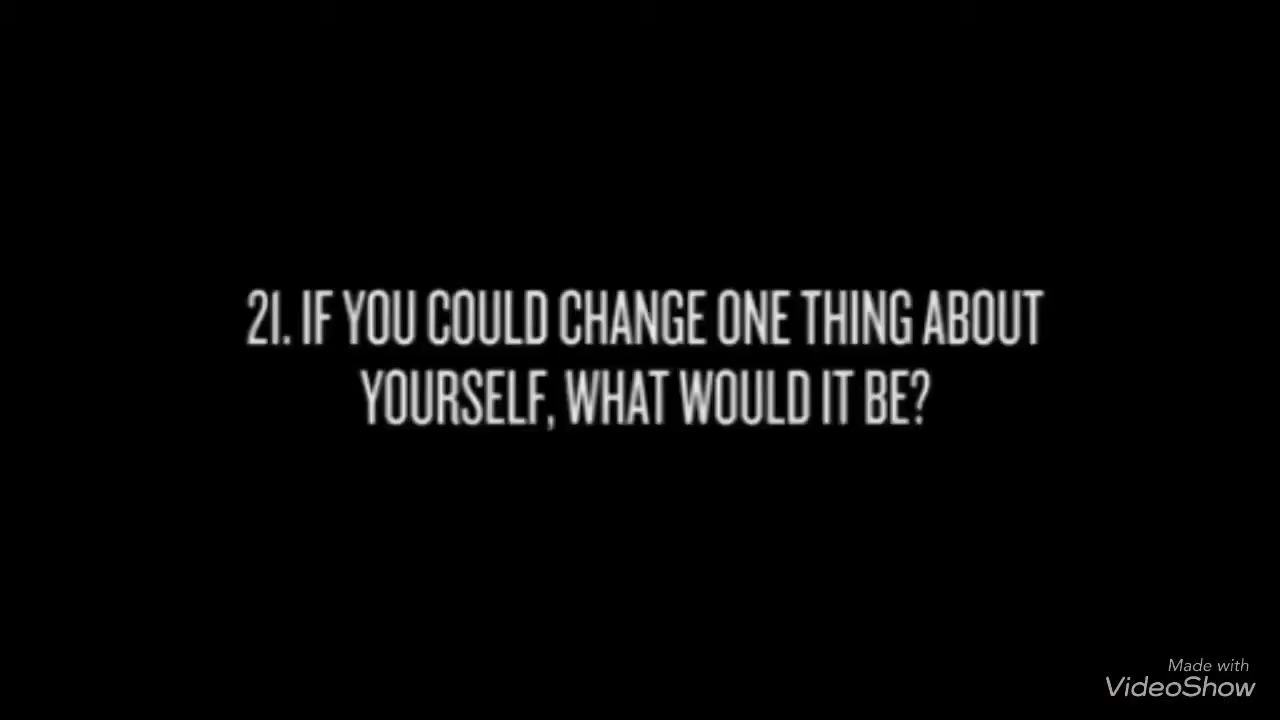 21. IF YOU COULD CHANGE ONE THING ABOUT
YOURSELF, WHAT WOULD IT BE?
Made with
VideoShow